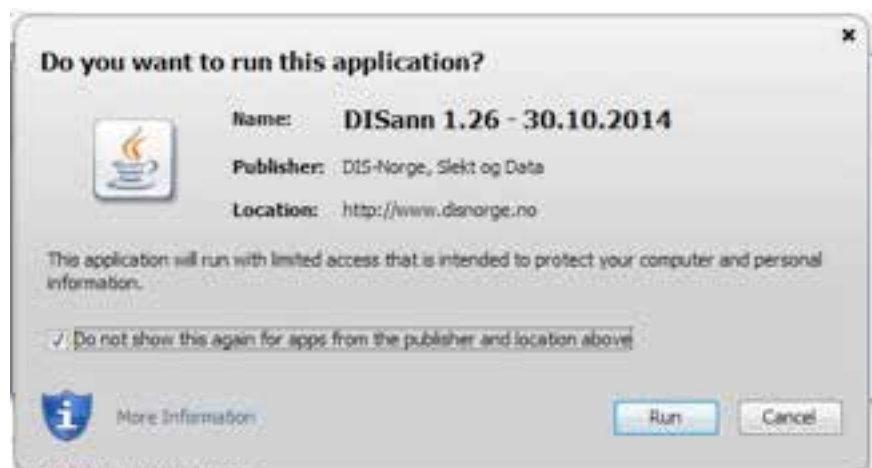 Do you want to run this application?
Name: DISann 1.26 - 30.10.2014
Publisher: DIS-Norge, Slekt og Data
Location: http://www.disnorge.no
This application will run with limited access that is intended to protect your computer and personal
information.
Do not show this again for apps from the publisher and location above
More Information
Run
Cancel